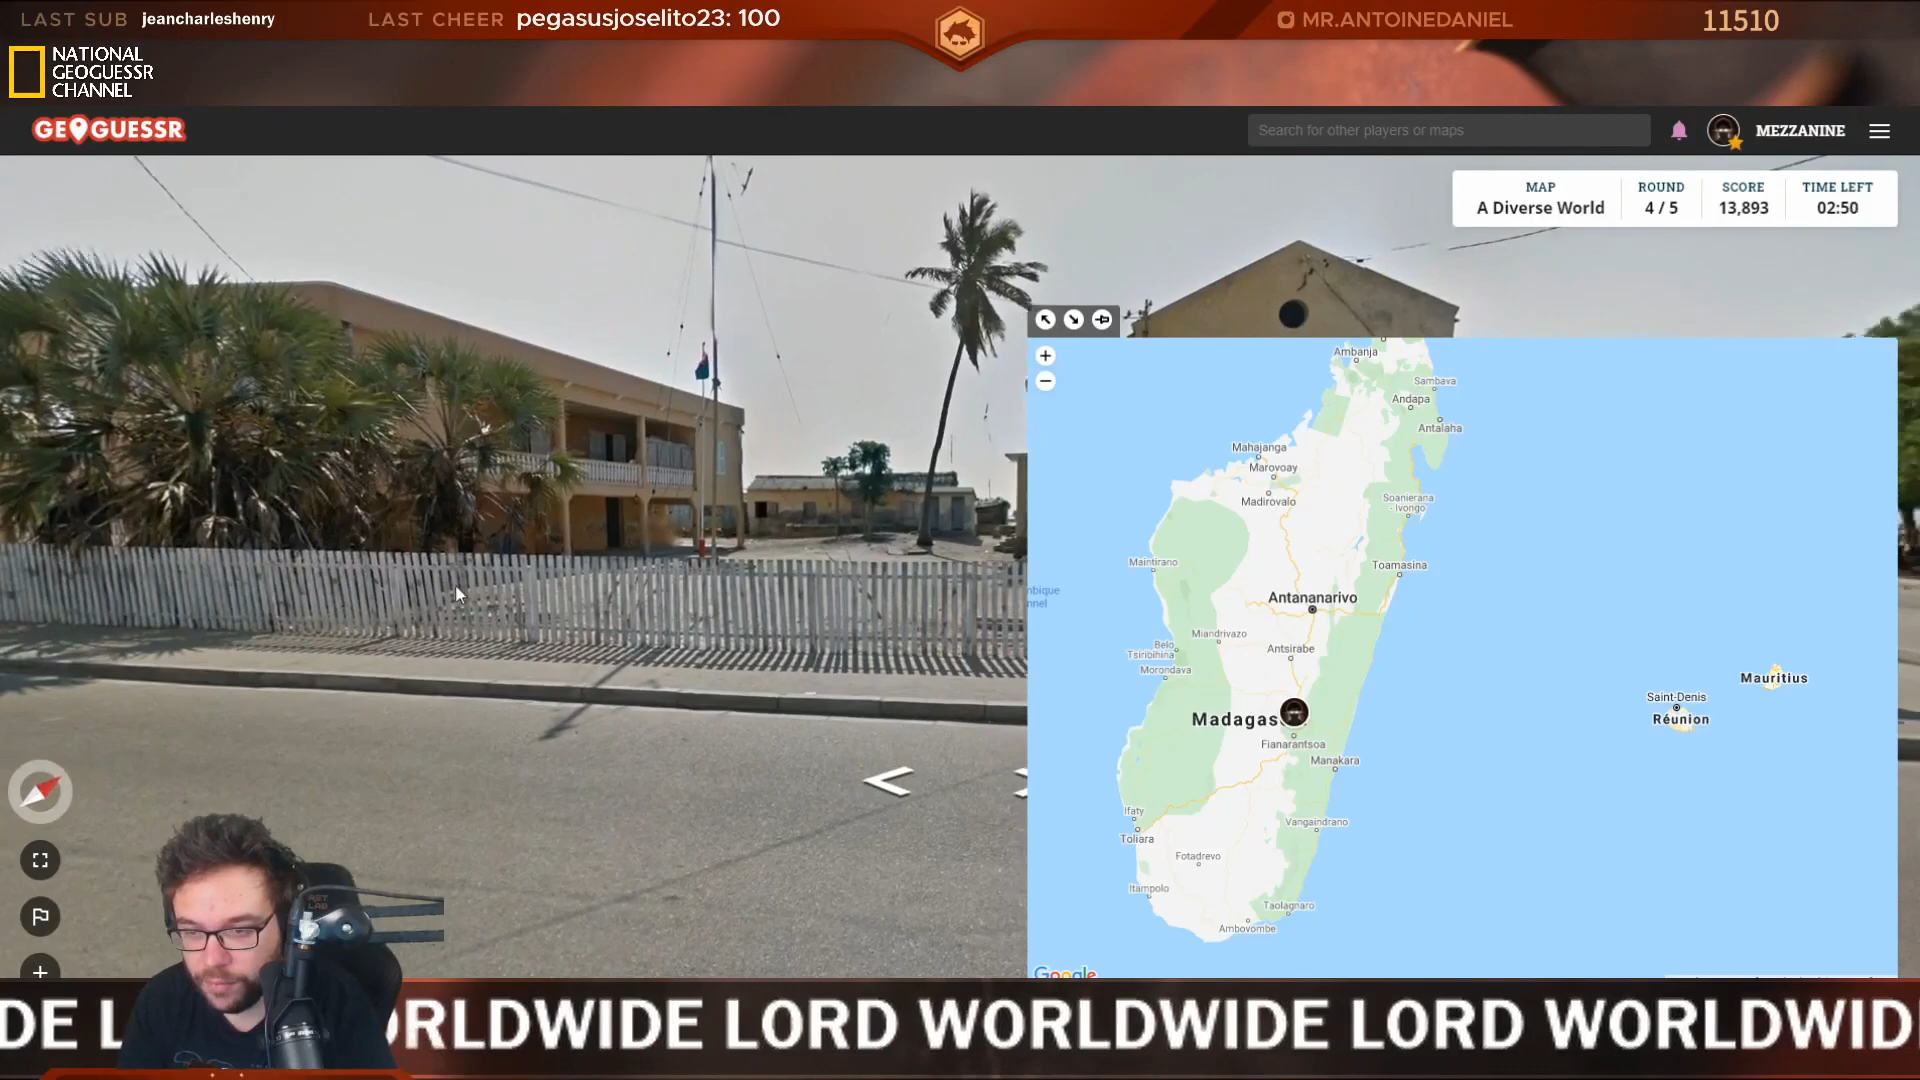 LAST SUB jeancharleshenry
LAST CHEER pegasusjoselito23: 100
MR.ANTOINEDANIEL
11510
NATIONAL
GEOGUESSR
CHANNEL
GEOGUESSR
Search for other players or maps
MEZZANINE
MAP
A Diverse World
ROUND
4 / 5
SCORE
13,893
TIME LEFT
02:50
Ambanja
Sambava
Andapa
Antalaha
Mahajanga
Marovoay
Madirovalo
Soanierana
-Ivongo
Maintirano
Toamasina
mbique
nnel
Antananarivo
Miandrivazo
Belo
Tsiribihina
Antsirabe
Morondava
Mauritius
Saint-Denis
Réunion
Madagas
Fianarantsoa
Manakara
Ifaty
Toliara
Vangaindrano
Fotadrevo
Itampolo
Taolagnaro
Ambovombe
Google
DE L ORLDWIDE LORD WORLDWIDE LORD WORLDWID